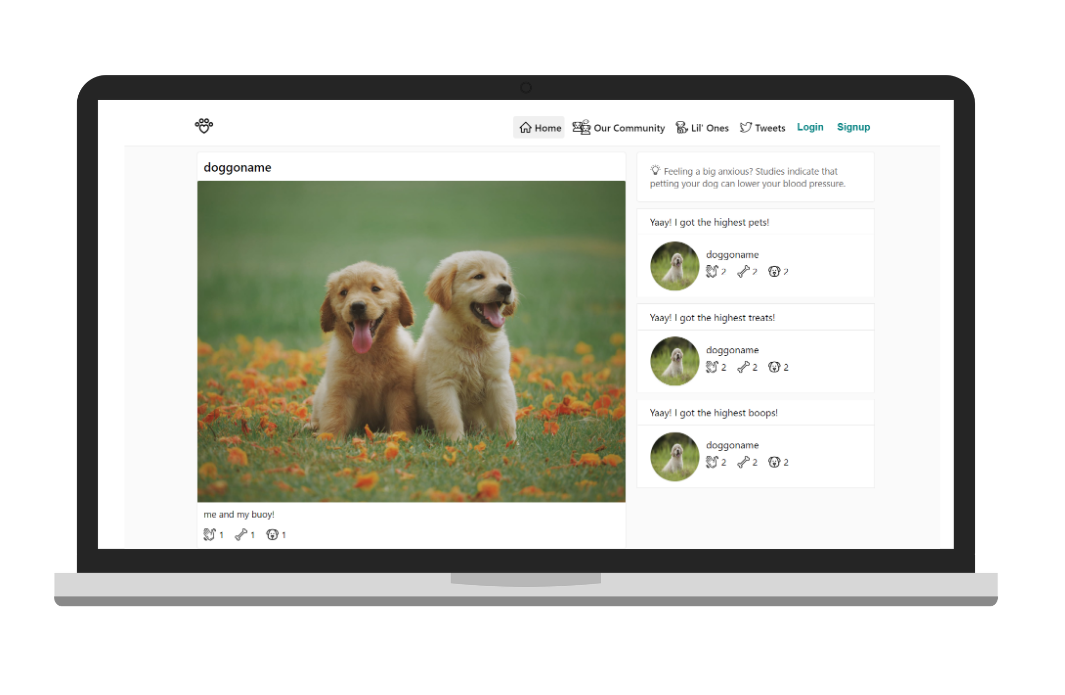 Home Our Community Lil' Ones Tweets Login Signup
doggoname
me and my buoy!
1 1 1
Feeling a big anxious? Studies indicate that
petting your dog can lower your blood pressure.
Yaay! I got the highest pets!
doggoname
2 2 2
Yaay! I got the highest treats!
doggoname
2 2 2
Yaay! I got the highest boops!
doggoname
2 2 2